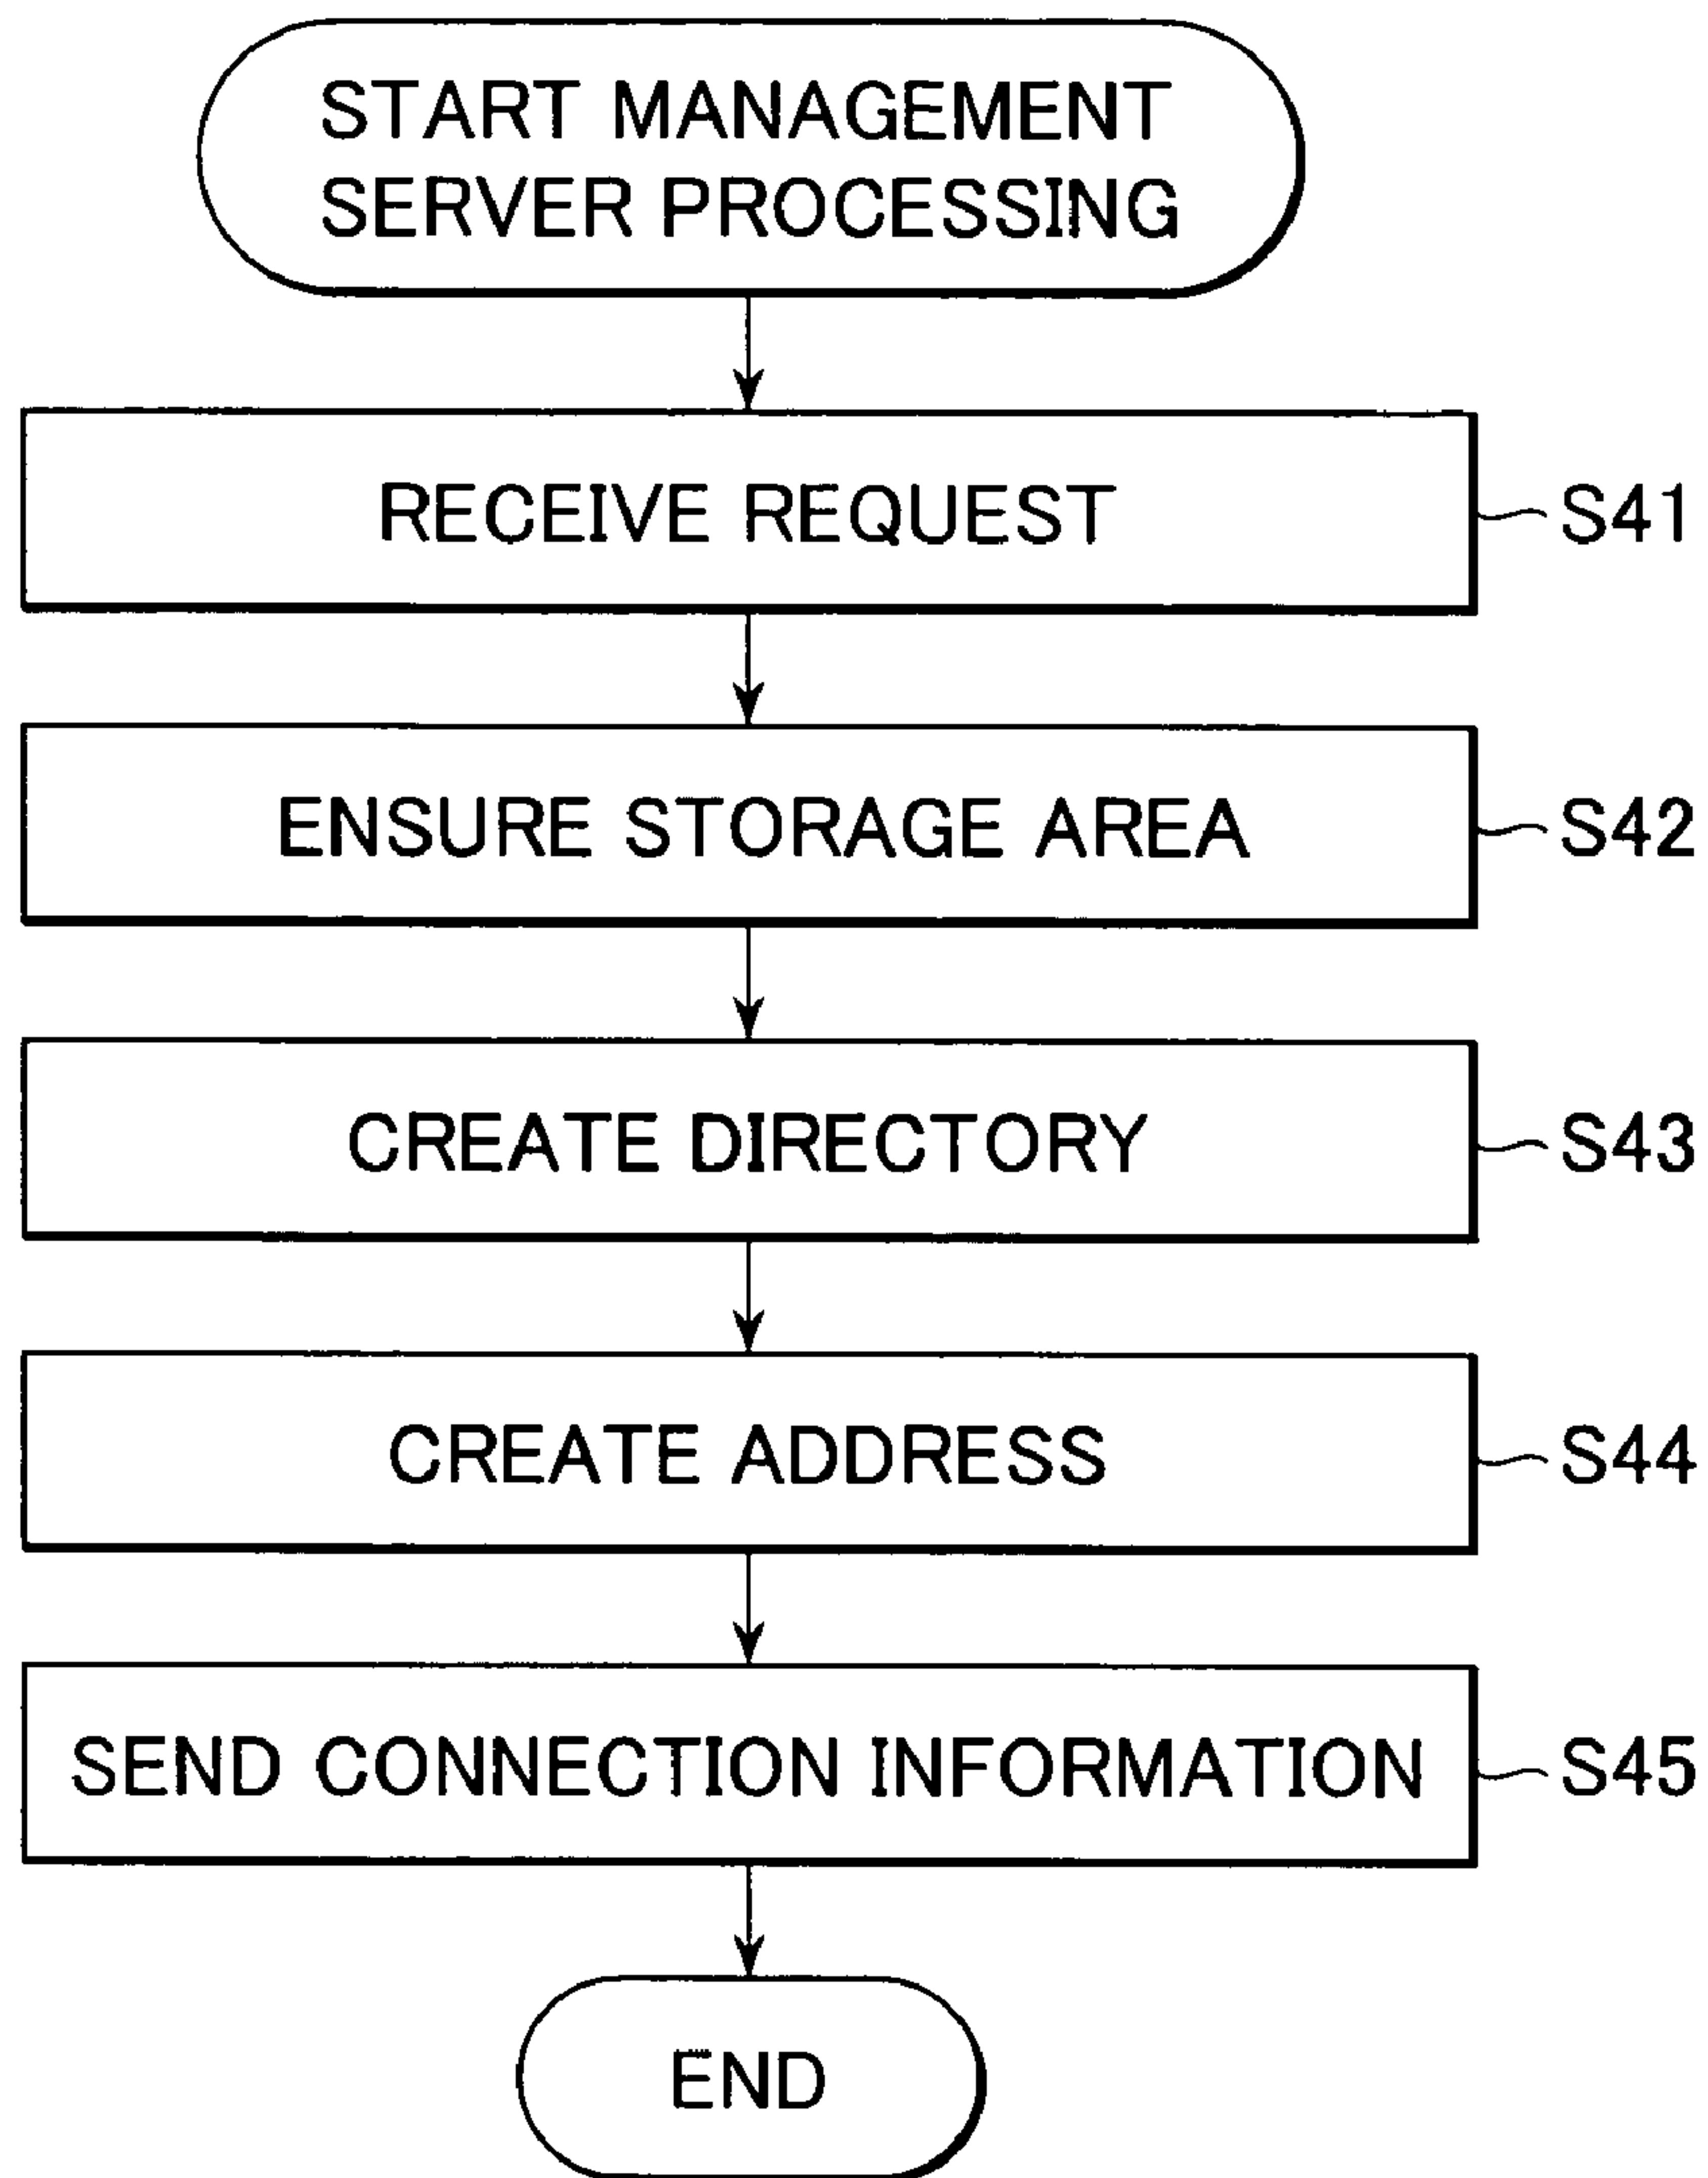 START MANAGEMENT
SERVER PROCESSING
RECEIVE REQUEST
S41
ENSURE STORAGE AREA
S42
CREATE DIRECTORY
S43
CREATE ADDRESS
S44
SEND CONNECTION INFORMATION
S45
END